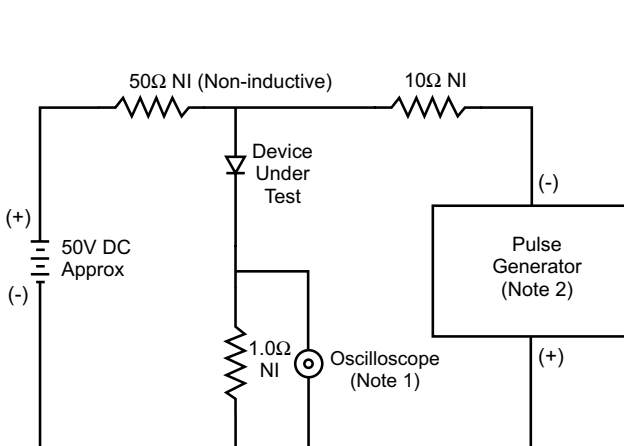 50Ω NI (Non-inductive)
10Ω NI
Device
Under
Test
(-)
(+)
50V DC
Approx
(-)
Pulse
Generator
(Note 2)
1.0Ω
NI
Oscilloscope
(Note 1)
(+)